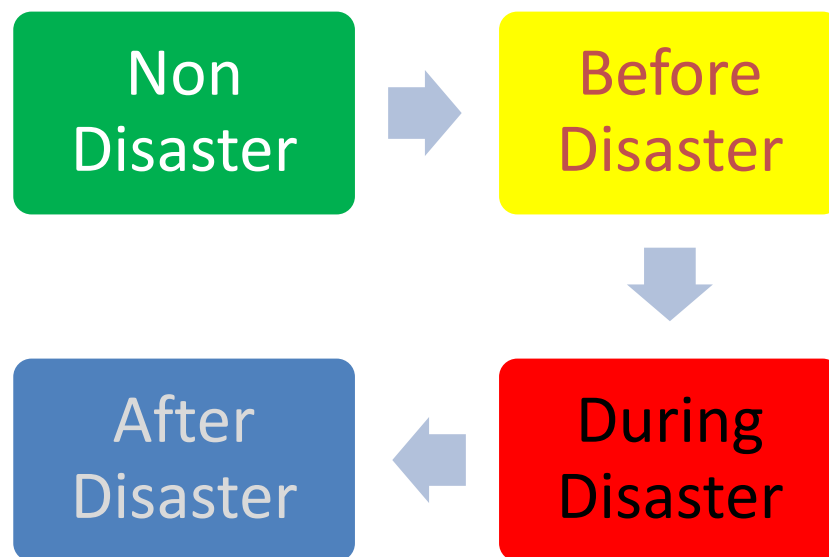 Non
Disaster
Before
Disaster
During
Disaster
After
Disaster